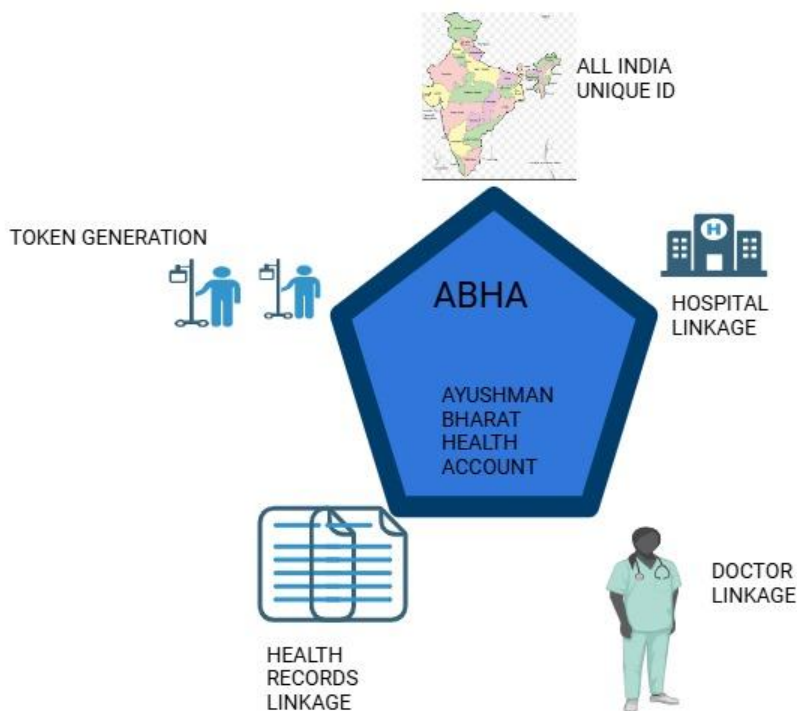 ALL INDIA
UNIQUE ID
TOKEN GENERATION
H
HOSPITAL
LINKAGE
ABHA
AYUSHMAN
BHARAT
HEALTH
ACCOUNT
DOCTOR
LINKAGE
HEALTH
RECORDS
LINKAGE